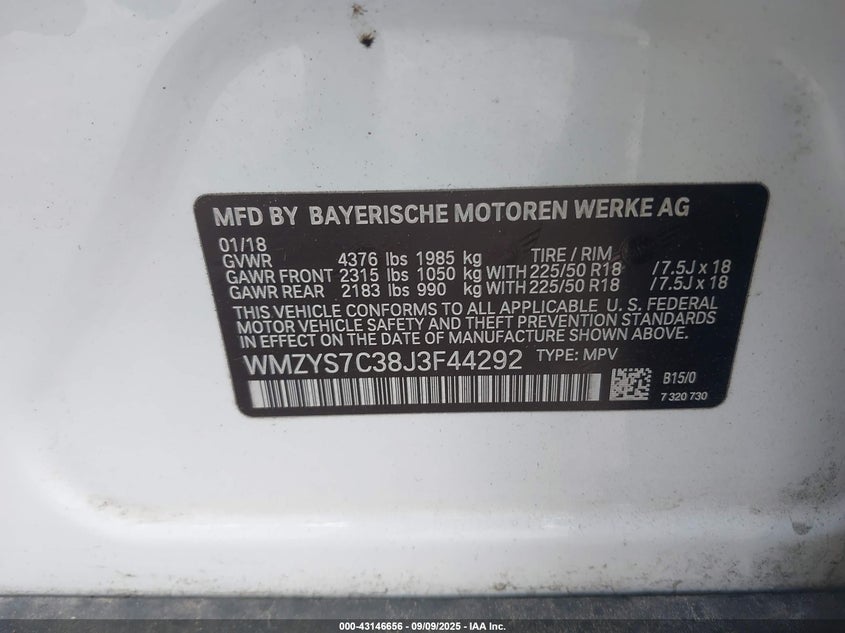 MFD BY BAYERISCHE MOTOREN WERKE AG
01/18
GVWR 4376 lbs 1985 kg TIRE / RIM
GAWR FRONT 2315 lbs 1050 kg WITH 225/50 R18 /7.5J x 18
GAWR REAR 2183 lbs 990 kg WITH 225/50 R18 /7.5J x 18
THIS VEHICLE CONFORMS TO ALL APPLICABLE U. S. FEDERAL
MOTOR VEHICLE SAFETY AND THEFT PREVENTION STANDARDS
IN EFFECT ON THE DATE OF MANUFACTURE SHOWN ABOVE.
WMZYS7C38J3F44292 TYPE: MPV
B15/0
7 320 730
000-43146656 - 09/09/2025 - IAA Inc.